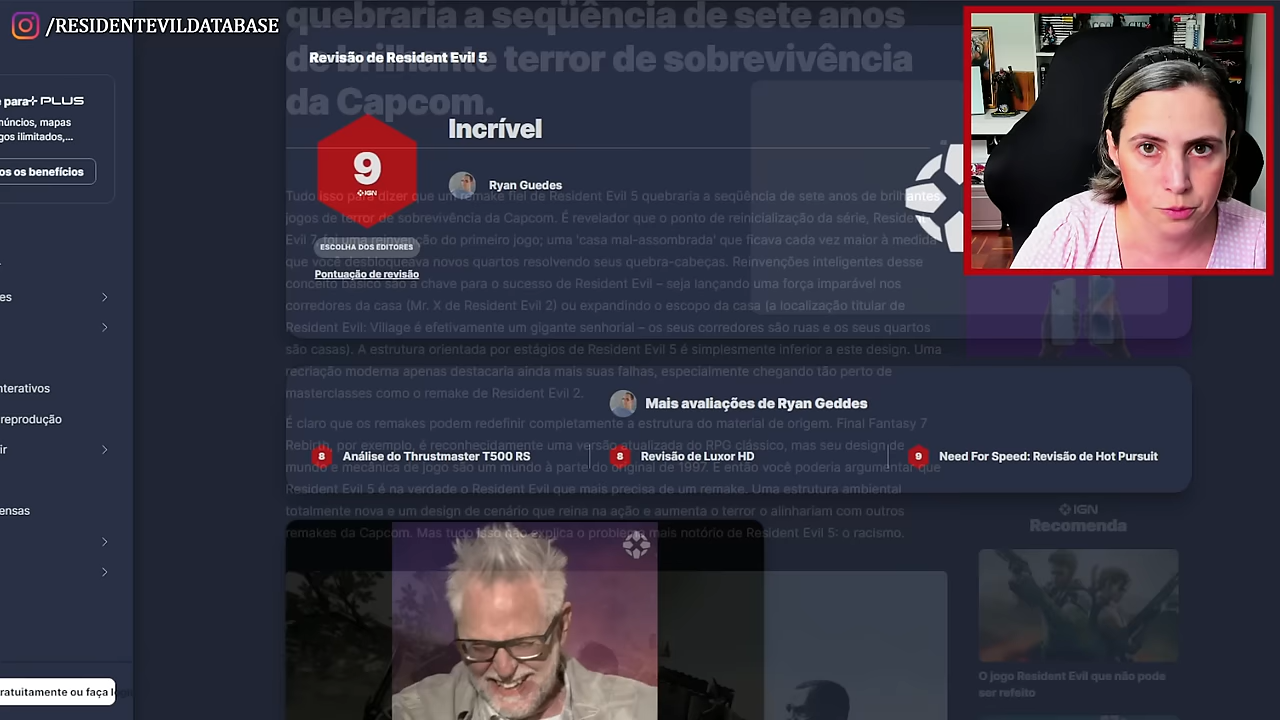 /RESIDENTEVILDATABASE
quebraria a seqüência de sete anos
de brilhante terror de sobrevivência
da Capcom.
Revisão de Resident Evil 5
Incrível
9
IGN
Ryan Guedes
ESCOLHA DOS EDITORES
Pontuação de revisão
para+ PLUS
núncios, mapas
gos ilimitados,...
os os benefícios
es
nterativos
reprodução
ir
ensas
ratuitamente ou faça l
Tudo isso para dizer que um remake fiel de Resident Evil 5 quebraria a seqüência de sete anos de brilhantes
jogos de terror de sobrevivência da Capcom. É revelador que o ponto de reinicialização da série, Resident
Evil 7, foi uma reinvenção do primeiro jogo; uma 'casa mal-assombrada' que ficava cada vez maior à medida
que você desbloqueava novos quartos resolvendo seus quebra-cabeças. Reinvenções inteligentes desse
conceito básico são a chave para o sucesso de Resident Evil – seja lançando uma força imparável nos
corredores da casa (Mr. X de Resident Evil 2) ou expandindo o escopo da casa (a localização titular de
Resident Evil: Village é efetivamente um gigante senhorial – os seus corredores são ruas e os seus quartos
são casas). A estrutura orientada por estágios de Resident Evil 5 é simplesmente inferior a este design. Uma
recriação moderna apenas destacaria ainda mais suas falhas, especialmente chegando tão perto de
masterclasses como o remake de Resident Evil 2.
Mais avaliações de Ryan Geddes
8 Análise do Thrustmaster T500 RS
8 Revisão de Luxor HD
9 Need For Speed: Revisão de Hot Pursuit
É claro que os remakes podem redefinir completamente a estrutura do material de origem. Final Fantasy 7
Rebirth, por exemplo, é reconhecidamente uma versão atualizada do RPG clássico, mas seu design de
mundo e mecânica de jogo são um mundo à parte do original de 1997. E então você poderia argumentar que
Resident Evil 5 é na verdade o Resident Evil que mais precisa de um remake. Uma estrutura ambiental
totalmente nova e um design de cenário que reina na ação e aumenta o terror o alinhariam com outros
remakes da Capcom. Mas tudo isso não explica o problema mais notório de Resident Evil 5: o racismo.
IGN
Recomenda
O jogo Resident Evil que não pode
ser refeito